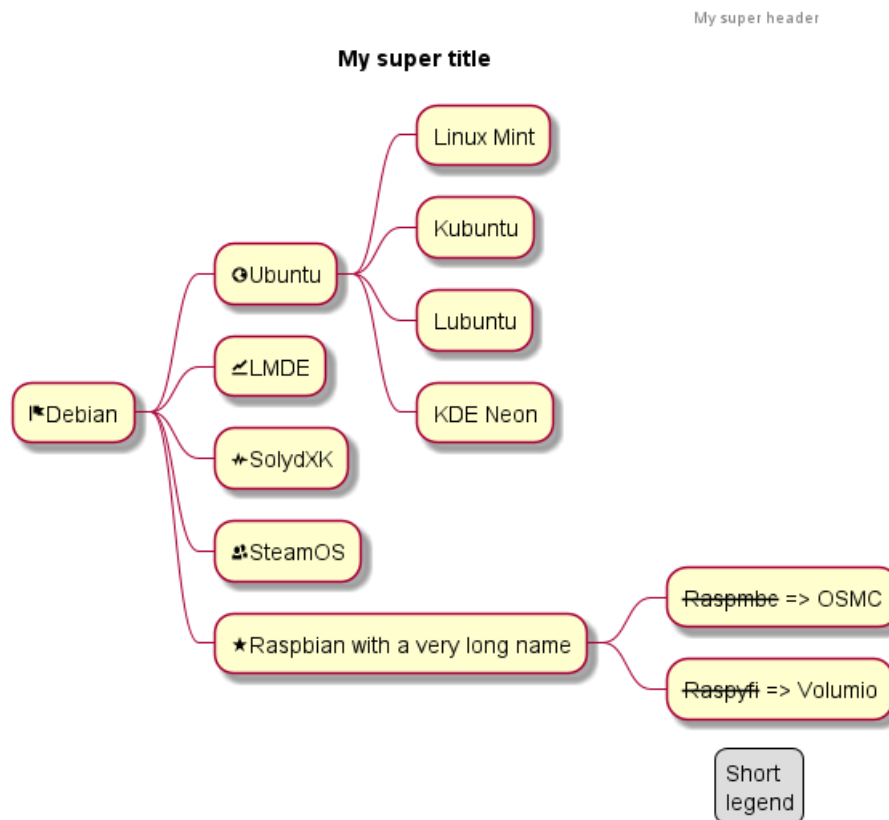 My super header
My super title
Linux Mint
Kubuntu
Ubuntu
Lubuntu
LMDE
Debian
KDE Neon
SolydXK
SteamOS
Raspmbc => OSMC
Raspbian with a very long name
Raspyfi => Volumio
Short
legend